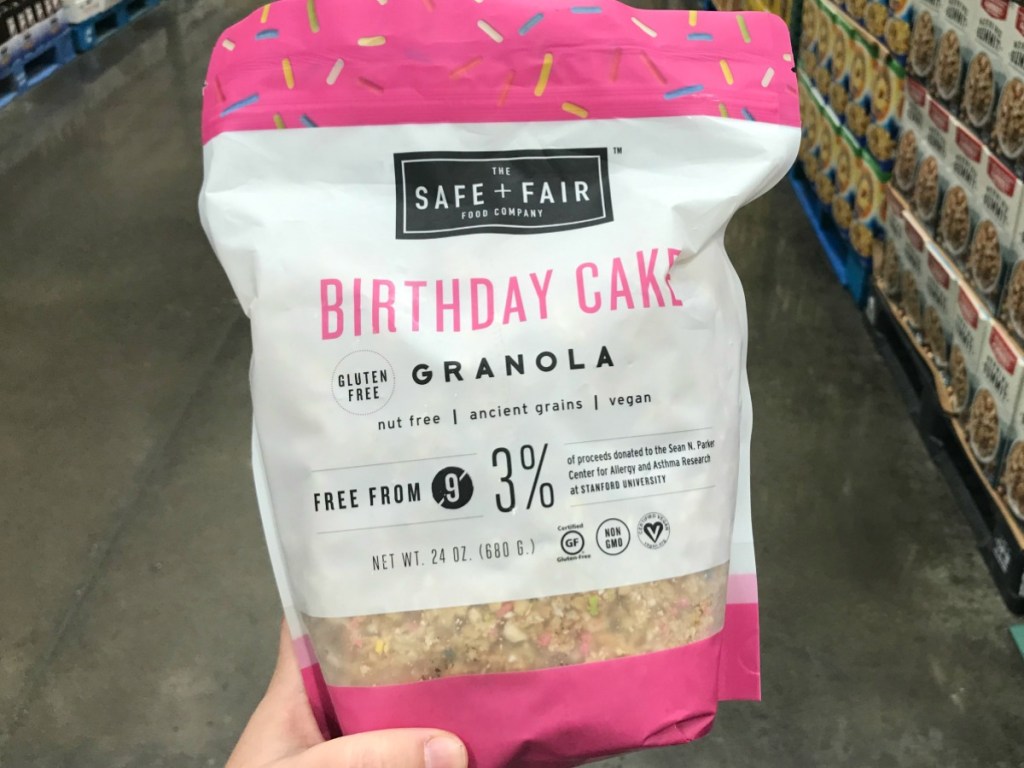 THE
SAFE + FAIR
FOOD COMPANY
TM
BIRTHDAY CAKE
GLUTEN
FREE
GRANOLA
nut free | ancient grains | vegan
FREE FROM 9
3%
of proceeds donated to the Sean N. Parker
Center for Allergy and Asthma Research
at STANFORD UNIVERSITY
NET WT. 24 OZ. (680 G.)
Certified
GF
Gluten-Free
NON
GMO
CERTIFIED VEGAN